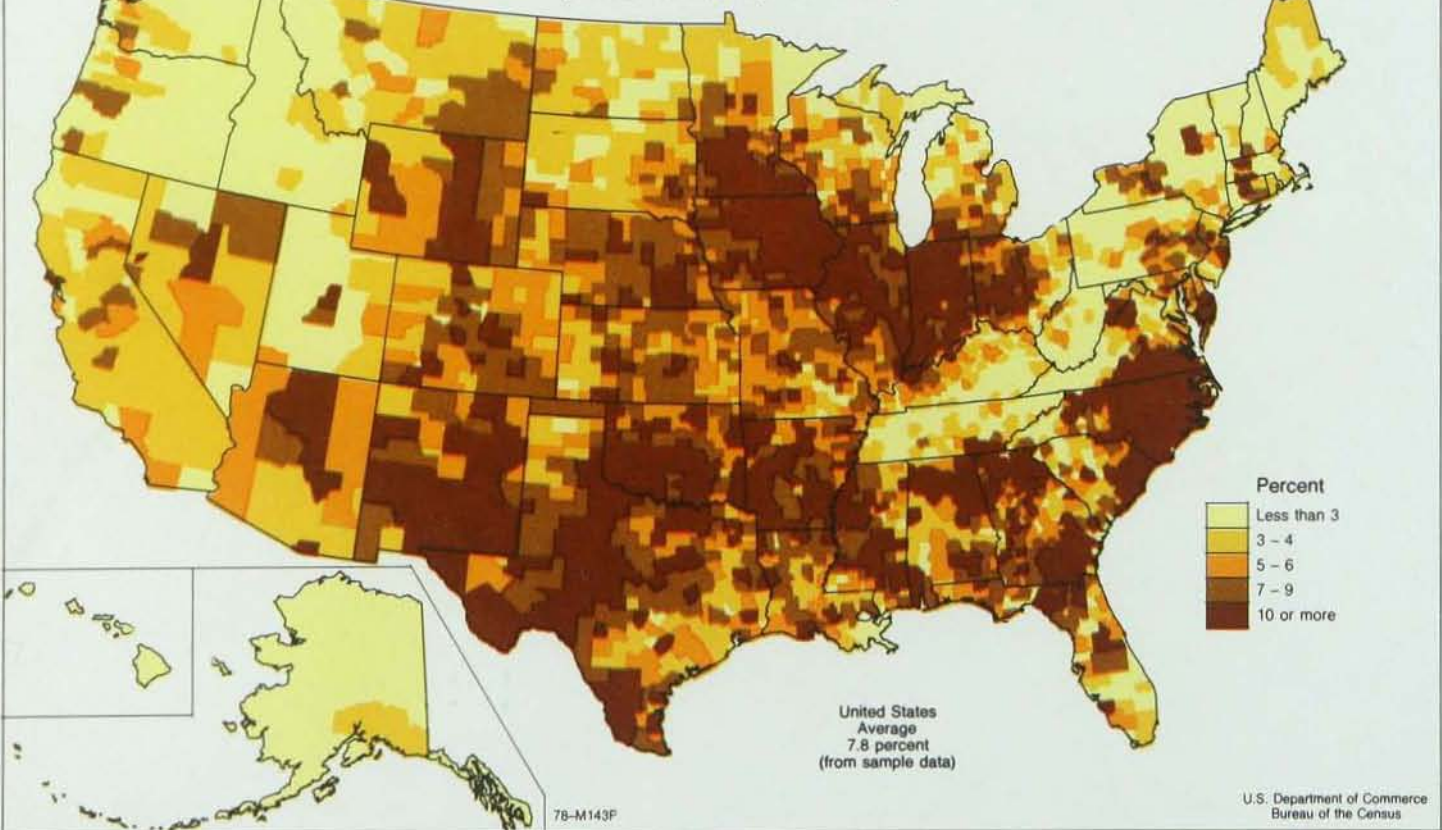 Percent
Less than 3
3 – 4
5 – 6
7 – 9
10 or more
United States
Average
7.8 percent
(from sample data)
78–M143P
U.S. Department of Commerce
Bureau of the Census